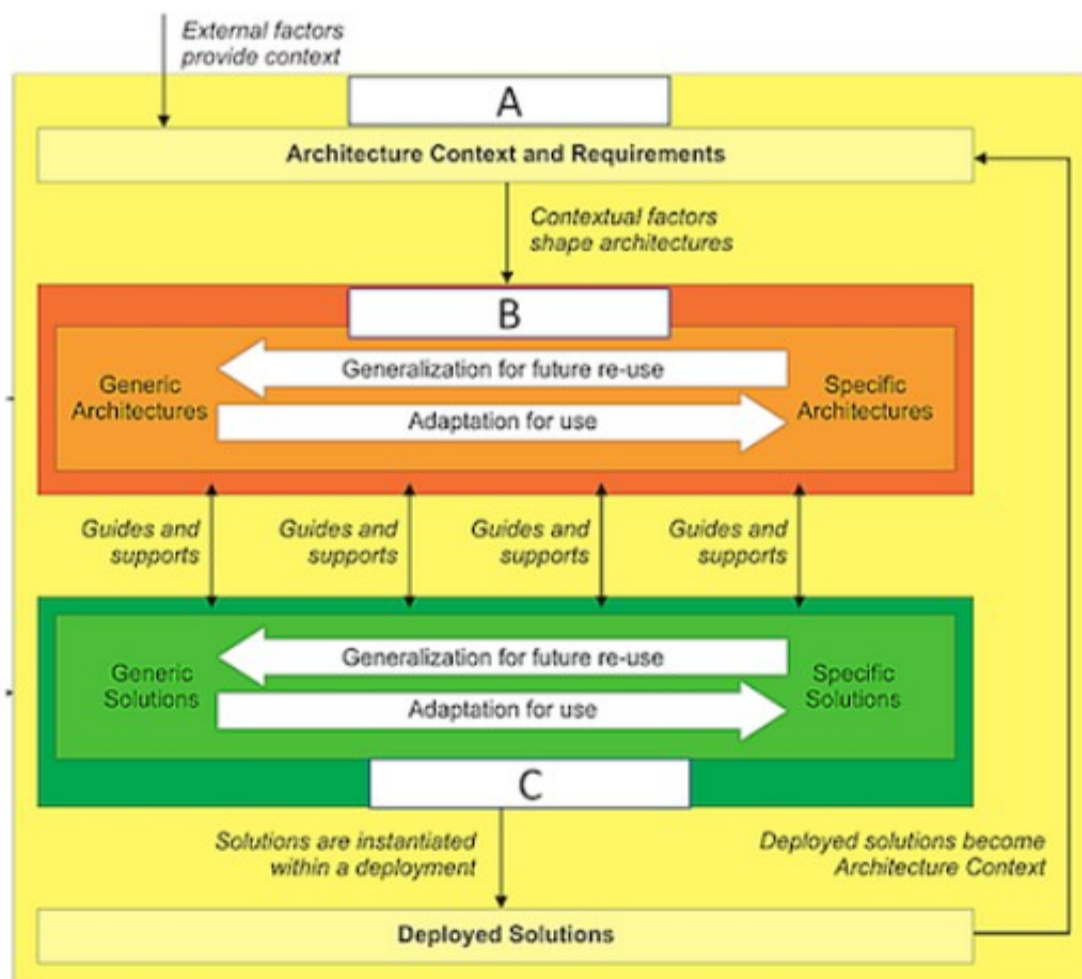 External factors
provide context
A
Architecture Context and Requirements
Contextual factors
shape architectures
B
Generic
Architectures
Generalization for future re-use
Adaptation for use
Specific
Architectures
Guides and
supports
Guides and
supports
Guides and
supports
Guides and
supports
Generic
Solutions
Generalization for future re-use
Adaptation for use
Specific
Solutions
C
Solutions are instantiated
within a deployment
Deployed solutions become
Architecture Context
Deployed Solutions